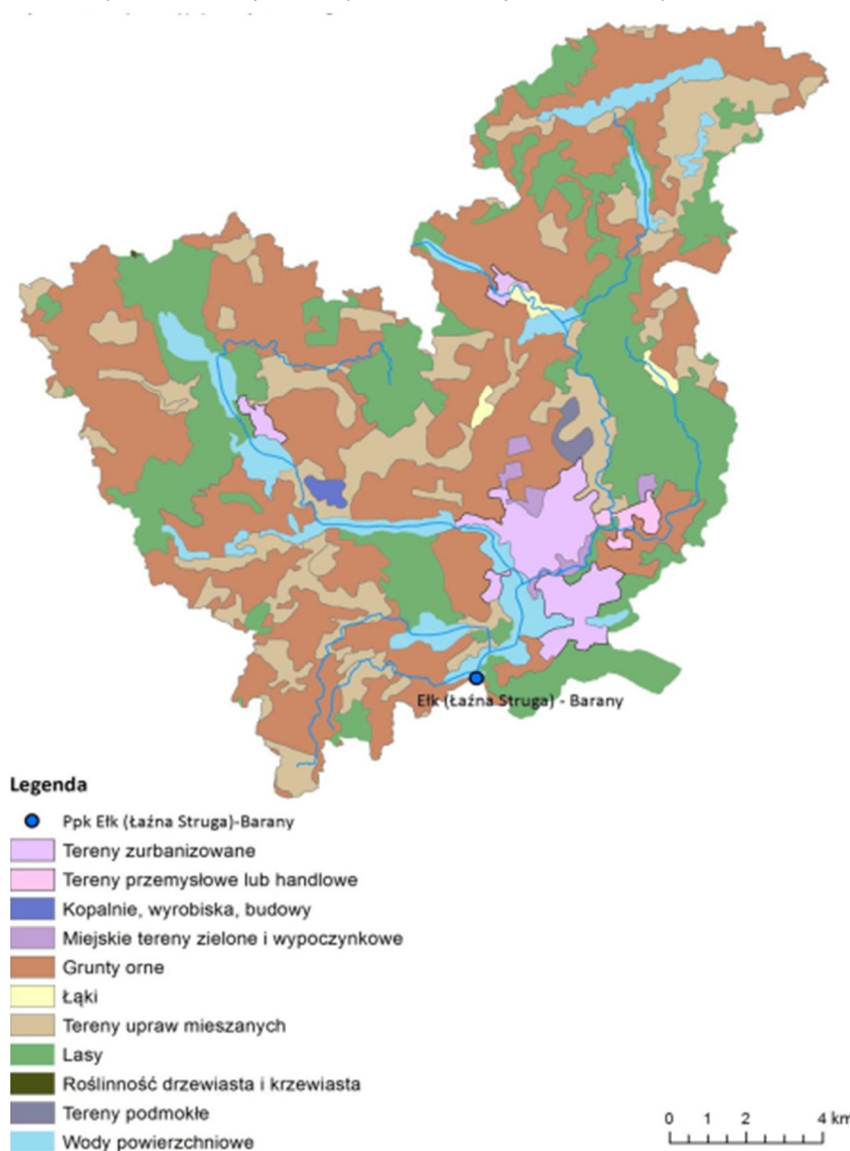 Ełk (Łaźna Struga) - Barany
Legenda
Ppk Ełk (Łaźna Struga)-Barany
Tereny zurbanizowane
Tereny przemysłowe lub handlowe
Kopalnie, wyrobiska, budowy
Miejskie tereny zielone i wypoczynkowe
Grunty orne
Łąki
Tereny upraw mieszanych
Lasy
Roślinność drzewiasta i krzewiasta
Tereny podmokłe
Wody powierzchniowe
0 1 2 4 km